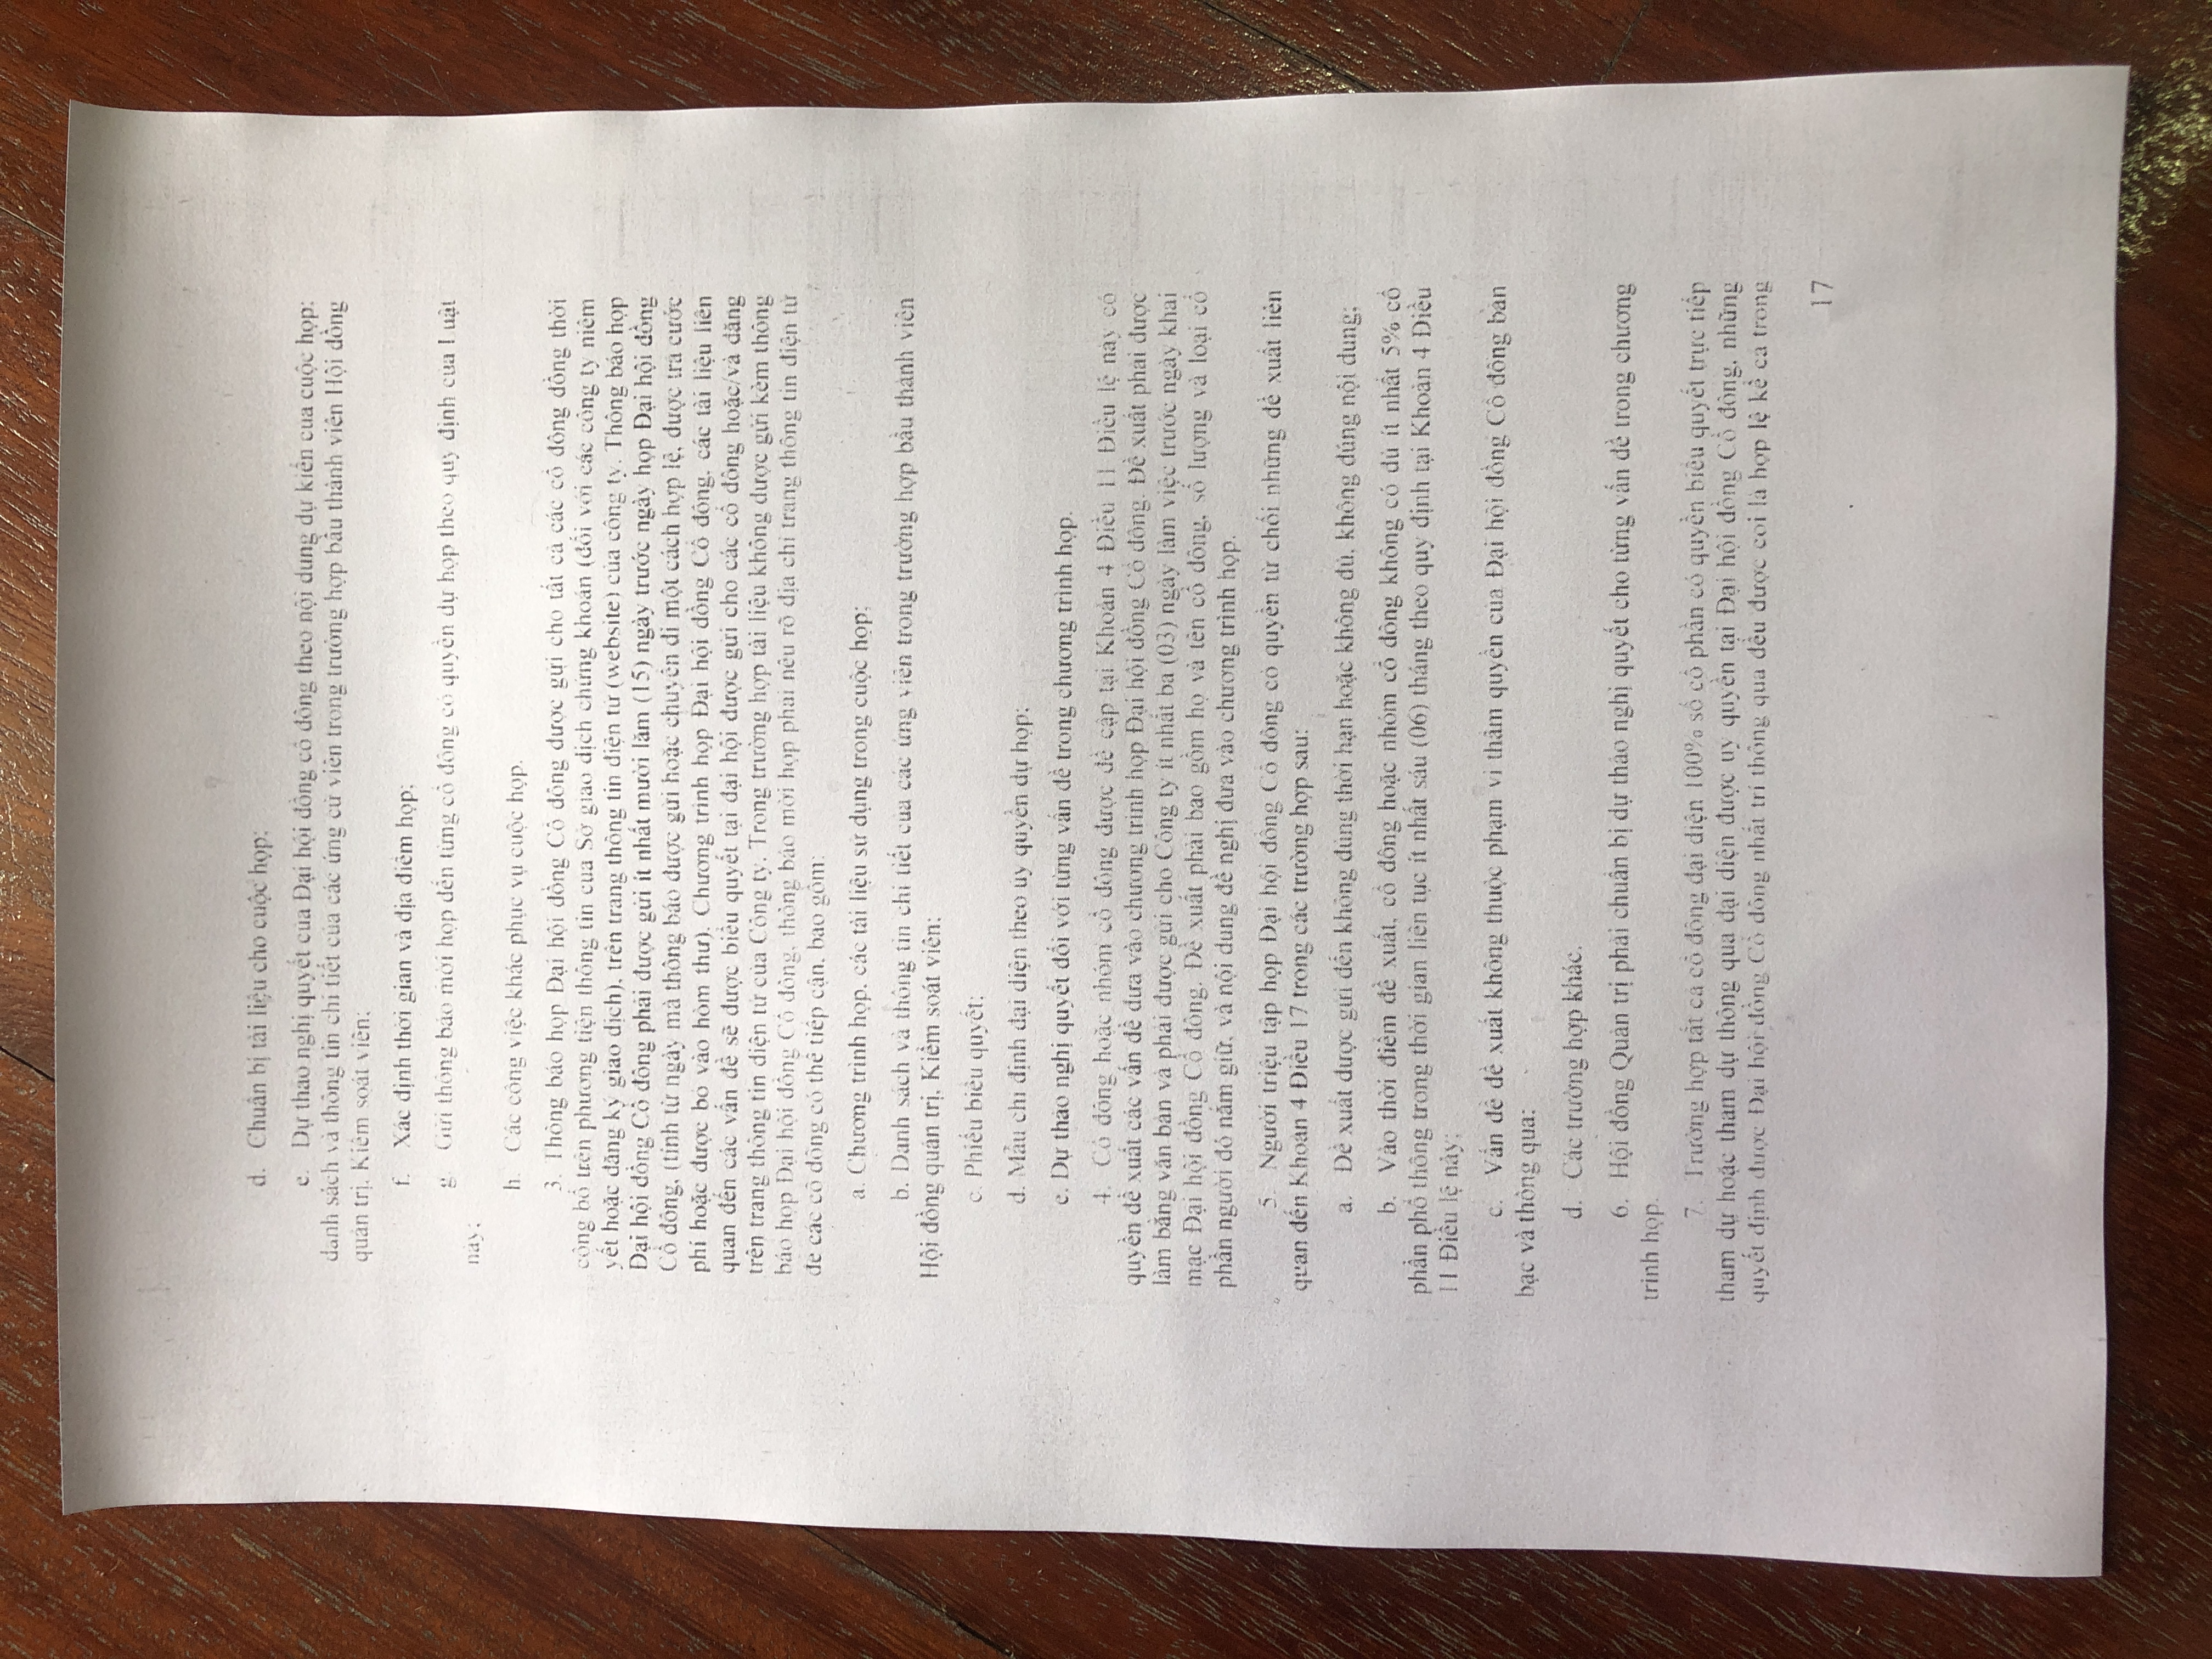 d. Chuẩn bị tài liệu cho cuộc họp;
e. Dự thảo nghị quyết của Đại hội đồng cổ đông theo nội dung dự kiến của cuộc họp;
danh sách và thông tin chi tiết của các ứng cử viên trong trường hợp bầu thành viên Hội đồng
quản trị, Kiểm soát viên;
f. Xác định thời gian và địa điểm họp;
g. Gửi thông báo mời họp đến từng cổ đông có quyền dự họp theo quy định của Luật
này;
h. Các công việc khác phục vụ cuộc họp.
3. Thông báo họp Đại hội đồng Cổ đông được gửi cho tất cả các cổ đông đồng thời
công bố trên phương tiện thông tin của Sở giao dịch chứng khoán (đối với các công ty niêm
yết hoặc đăng ký giao dịch), trên trang thông tin điện tử (website) của công ty. Thông báo họp
Đại hội đồng Cổ đông phải được gửi ít nhất mười lăm (15) ngày trước ngày họp Đại hội đồng
Cổ đông, (tính từ ngày mà thông báo được gửi hoặc chuyển đi một cách hợp lệ, được trả cước
phí hoặc được bỏ vào hòm thư). Chương trình họp Đại hội đồng Cổ đông, các tài liệu liên
quan đến các vấn đề sẽ được biểu quyết tại đại hội được gửi cho các cổ đông hoặc/và đăng
trên trang thông tin điện tử của Công ty. Trong trường hợp tài liệu không được gửi kèm thông
báo họp Đại hội đồng Cổ đông, thông báo mời họp phải nêu rõ địa chỉ trang thông tin điện tử
để các cổ đông có thể tiếp cận, bao gồm:
a. Chương trình họp, các tài liệu sử dụng trong cuộc họp;
b. Danh sách và thông tin chi tiết của các ứng viên trong trường hợp bầu thành viên
Hội đồng quản trị, Kiểm soát viên;
c. Phiếu biểu quyết;
d. Mẫu chỉ định đại diện theo ủy quyền dự họp;
e. Dự thảo nghị quyết đối với từng vấn đề trong chương trình họp.
4. Cổ đông hoặc nhóm cổ đông được đề cập tại Khoản 4 Điều 11 Điều lệ này có
quyền đề xuất các vấn đề đưa vào chương trình họp Đại hội đồng Cổ đông. Đề xuất phải được
làm bằng văn bản và phải được gửi cho Công ty ít nhất ba (03) ngày làm việc trước ngày khai
mạc Đại hội đồng Cổ đông. Đề xuất phải bao gồm họ và tên cổ đông, số lượng và loại cổ
phần người đó nắm giữ, và nội dung đề nghị đưa vào chương trình họp.
5. Người triệu tập họp Đại hội đồng Cổ đông có quyền từ chối những đề xuất liên
quan đến Khoản 4 Điều 17 trong các trường hợp sau:
a. Đề xuất được gửi đến không đúng thời hạn hoặc không đủ, không đúng nội dung;
b. Vào thời điểm đề xuất, cổ đông hoặc nhóm cổ đông không có đủ ít nhất 5% cổ
phần phổ thông trong thời gian liên tục ít nhất sáu (06) tháng theo quy định tại Khoản 4 Điều
11 Điều lệ này;
c. Vấn đề đề xuất không thuộc phạm vi thẩm quyền của Đại hội đồng Cổ đông bàn
bạc và thông qua;
d. Các trường hợp khác.
6. Hội đồng Quản trị phải chuẩn bị dự thảo nghị quyết cho từng vấn đề trong chương
trình họp.
7. Trường hợp tất cả cổ đông đại diện 100% số cổ phần có quyền biểu quyết trực tiếp
tham dự hoặc tham dự thông qua đại diện được uỷ quyền tại Đại hội đồng Cổ đông, những
quyết định được Đại hội đồng Cổ đông nhất trí thông qua đều được coi là hợp lệ kể cả trong
17